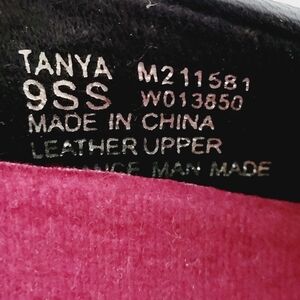 TANYA M211581
9SS W013850
MADE IN CHINA
LEATHER UPPER
MAN MADE